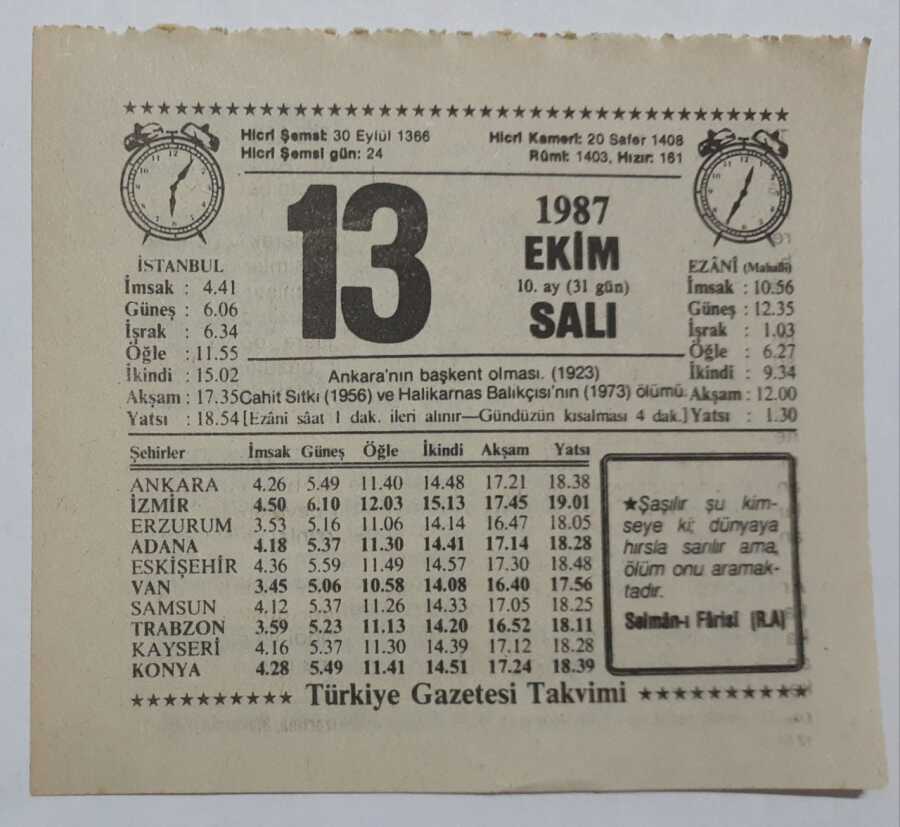 Hicri Şemsî: 30 Eylül 1366
Hicri Şemsî gün: 24
Hicri Kamerî: 20 Safer 1408
Rûmî: 1403, Hızır: 161
13
1987
EKİM
10. ay (31 gün)
SALI
İSTANBUL
İmsak : 4.41
Güneş : 6.06
İşrak : 6.34
Öğle : 11.55
İkindi : 15.02
Akşam : 17.35
Yatsı : 18.54
EZÂNÎ (Mahallî)
İmsak : 10.56
Güneş : 12.35
İşrak : 1.03
Öğle : 6.27
İkindi : 9.34
Akşam : 12.00
Yatsı : 1.30
Ankara'nın başkent olması. (1923)
Cahit Sıtkı (1956) ve Halikarnas Balıkçısı'nın (1973) ölümü.
[Ezâni sâat 1 dak. ileri alınır—Gündüzün kısalması 4 dak.]
Şehirler İmsak Güneş Öğle İkindi Akşam Yatsı
ANKARA 4.26 5.49 11.40 14.48 17.21 18.38
İZMİR 4.50 6.10 12.03 15.13 17.45 19.01
ERZURUM 3.53 5.16 11.06 14.14 16.47 18.05
ADANA 4.18 5.37 11.30 14.41 17.14 18.28
ESKİŞEHİR 4.36 5.59 11.49 14.57 17.30 18.48
VAN 3.45 5.06 10.58 14.08 16.40 17.56
SAMSUN 4.12 5.37 11.26 14.33 17.05 18.25
TRABZON 3.59 5.23 11.13 14.20 16.52 18.11
KAYSERİ 4.16 5.37 11.30 14.39 17.12 18.28
KONYA 4.28 5.49 11.41 14.51 17.24 18.39
★Şaşılır şu kim-
seye ki; dünyaya
hırsla sarılır ama,
ölüm onu aramak-
tadır.
Selmân-ı Fârisî (R.A)
Türkiye Gazetesi Takvimi